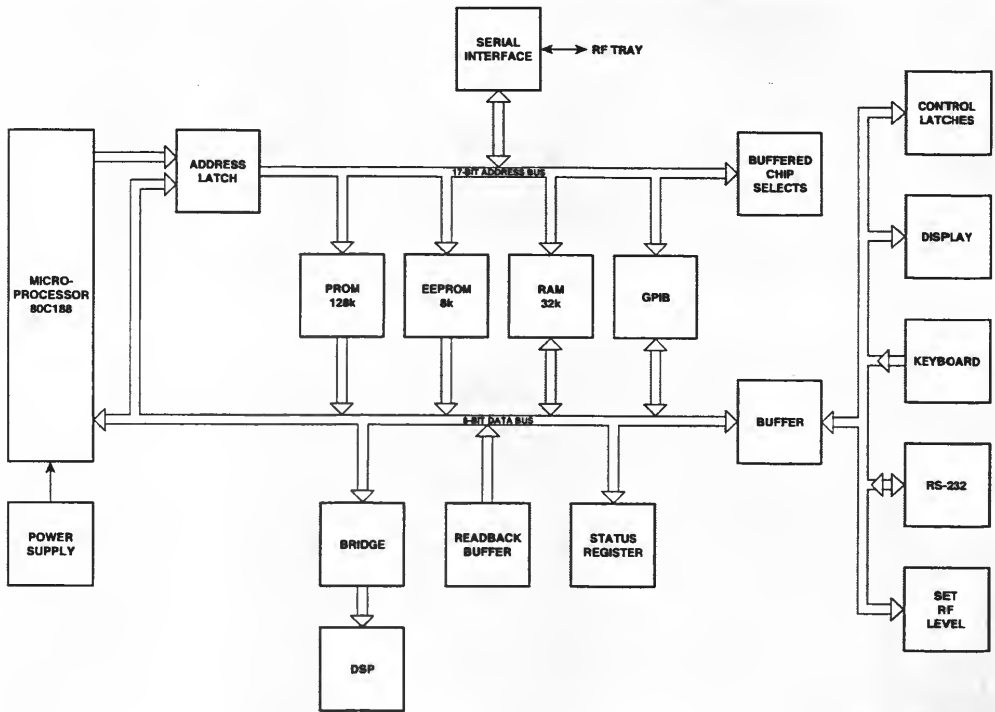 SERIAL
INTERFACE
RF TRAY
CONTROL
LATCHES
ADDRESS
LATCH
17-BIT ADDRESS BUS
BUFFERED
CHIP
SELECTS
DISPLAY
MICRO-
PROCESSOR
80C188
PROM
128k
EEPROM
8k
RAM
32k
GPIB
KEYBOARD
8-BIT DATA BUS
BUFFER
RS-232
POWER
SUPPLY
BRIDGE
READBACK
BUFFER
STATUS
REGISTER
SET
RF
LEVEL
DSP